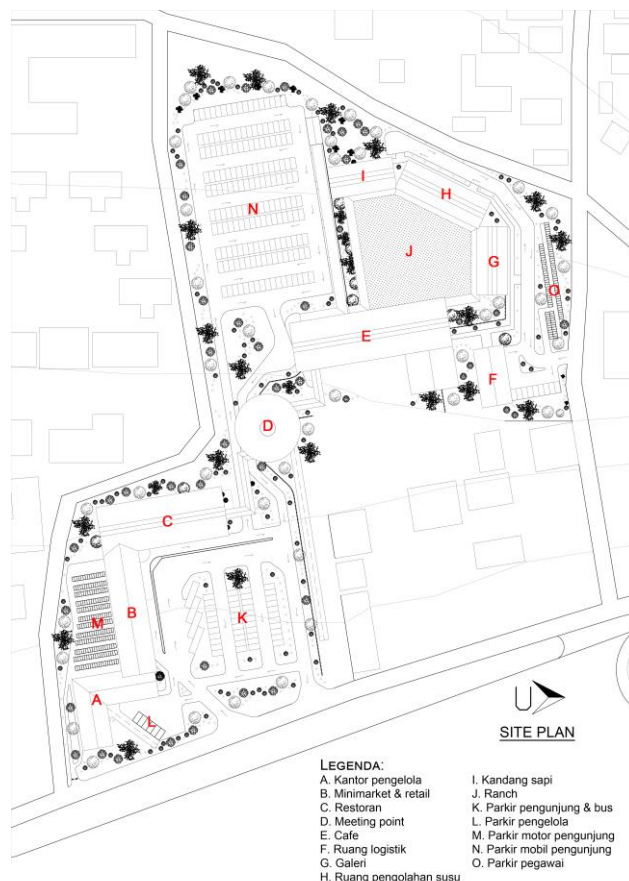 I
H
N
J
G
O
E
F
D
C
B
K
M
A
L
U
SITE PLAN
LEGENDA:
A. Kantor pengelola
B. Minimarket & retail
C. Restoran
D. Meeting point
E. Cafe
F. Ruang logistik
G. Galeri
H. Ruang pengolahan susu
I. Kandang sapi
J. Ranch
K. Parkir pengunjung & bus
L. Parkir pengelola
M. Parkir motor pengunjung
N. Parkir mobil pengunjung
O. Parkir pegawai